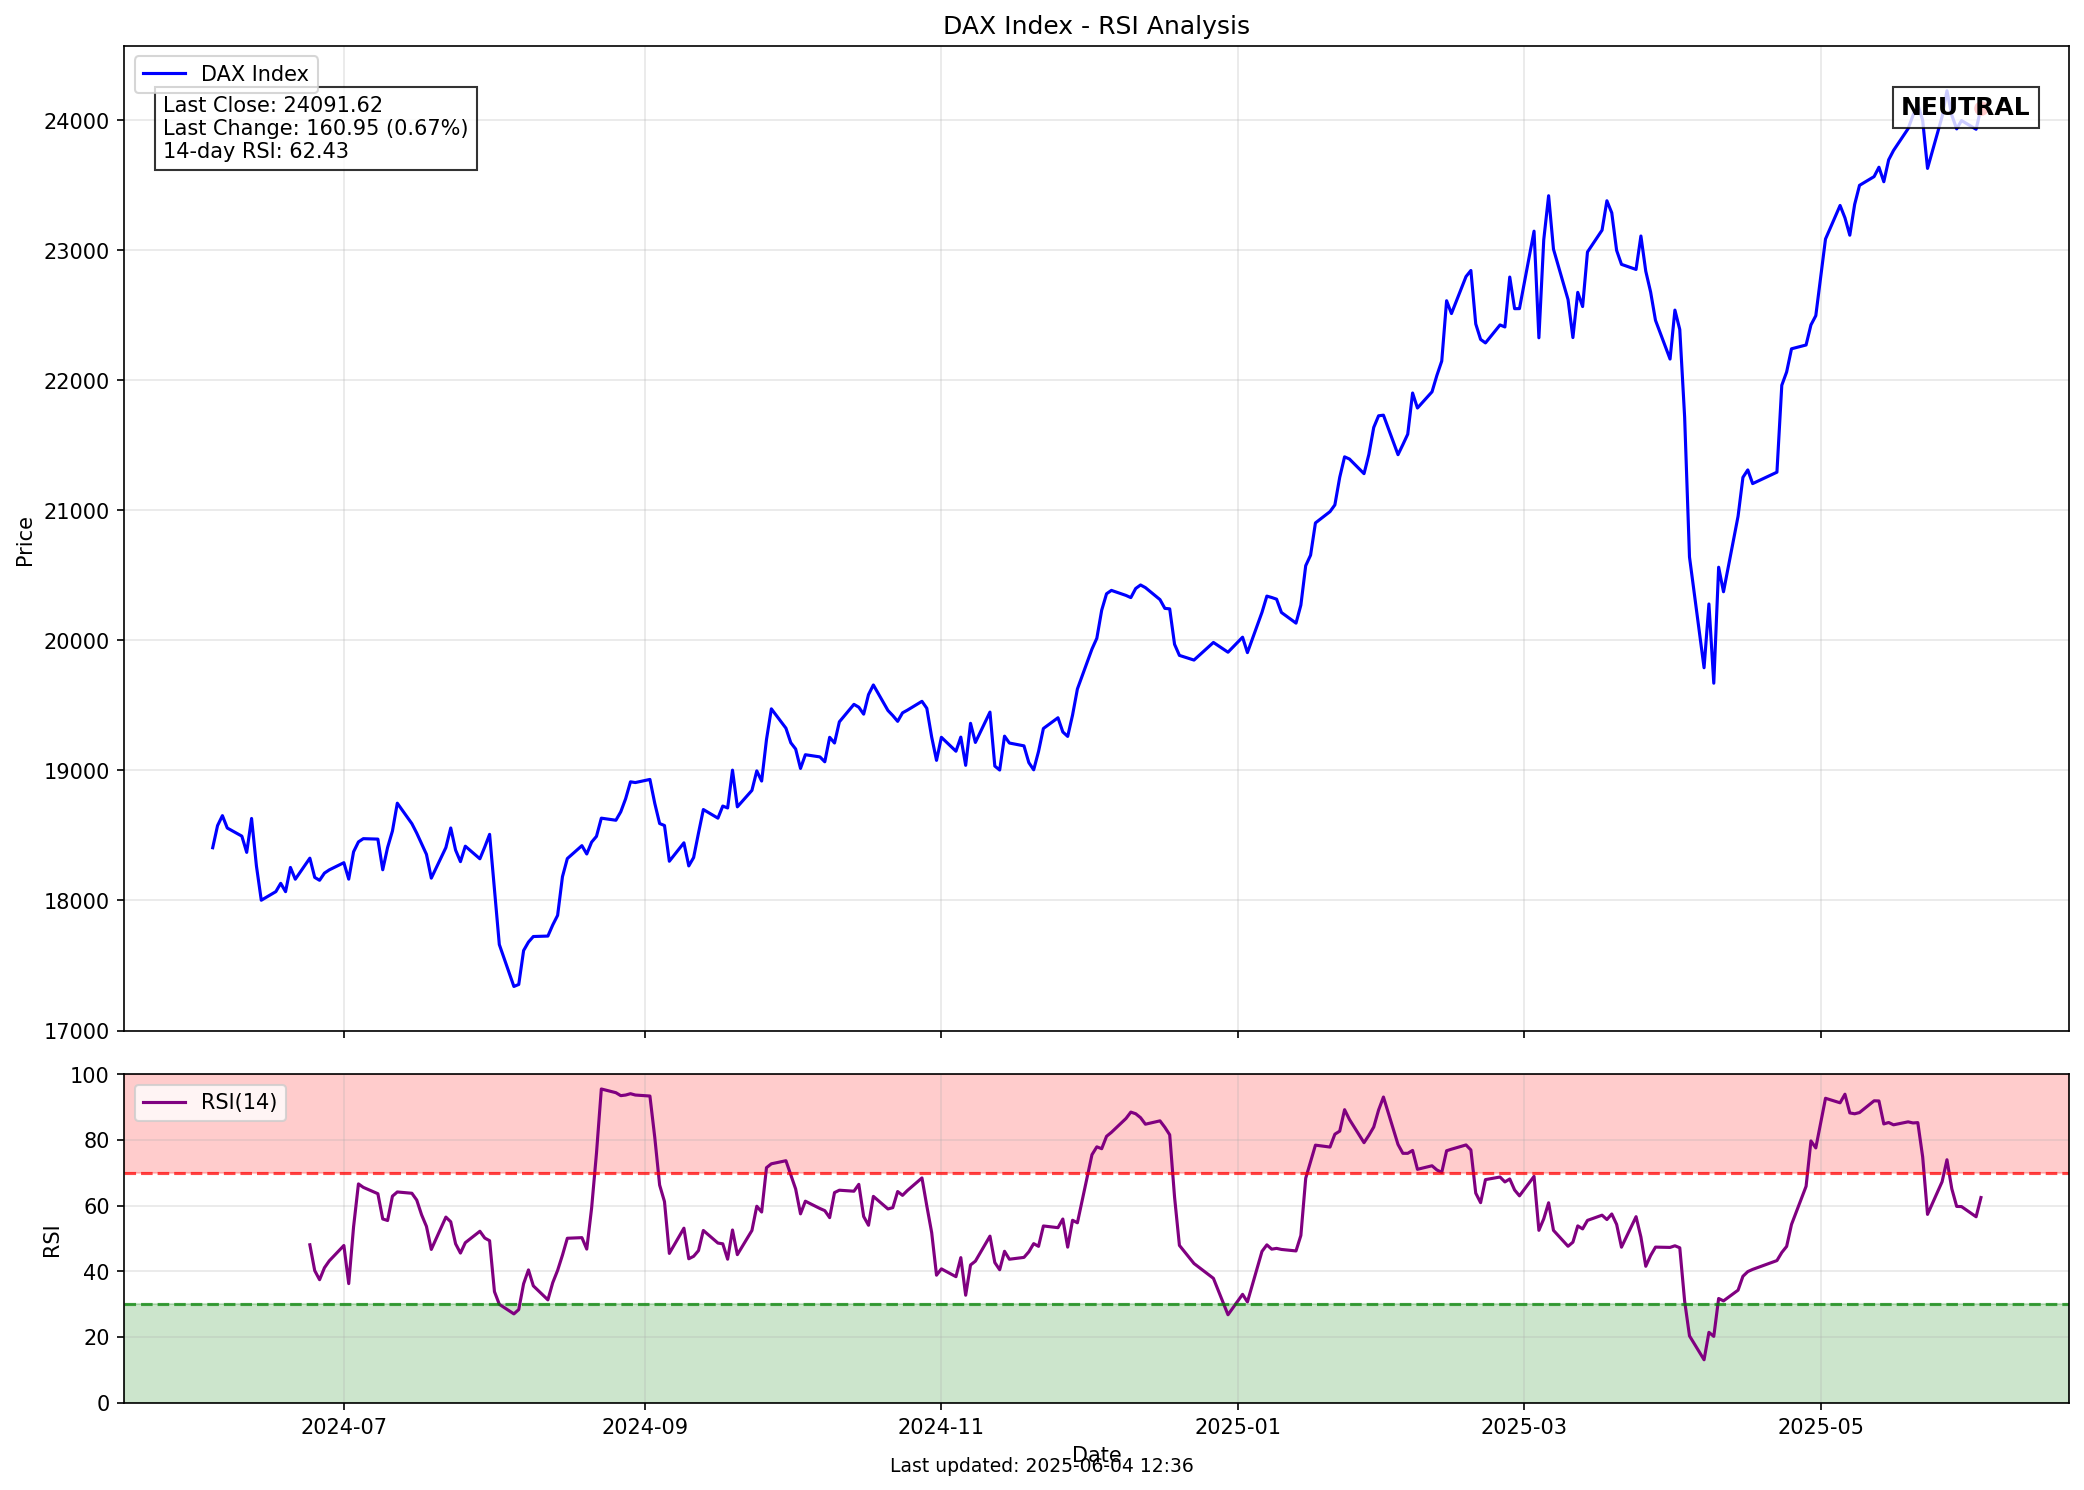 DAX Index - RSI Analysis
DAX Index
Last Close: 24091.62
Last Change: 160.95 (0.67%)
14-day RSI: 62.43
NEUTRAL
24000
23000
22000
21000
20000
19000
18000
17000
Price
RSI(14)
100
80
60
40
20
0
RSI
2024-07
2024-09
2024-11
2025-01
2025-03
2025-05
Date
Last updated: 2025-06-04 12:36